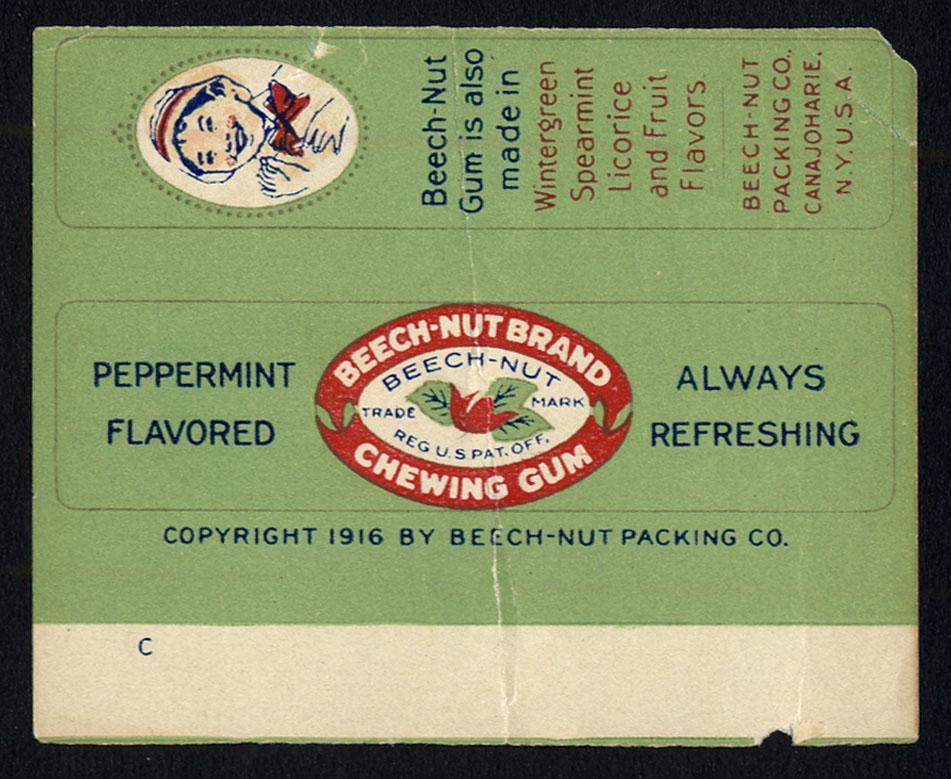 Beech-Nut
Gum is also
made in
Wintergreen
Spearmint
Licorice
and Fruit
Flavors
BEECH-NUT
PACKING CO.,
CANAJOHARIE,
N.Y., U.S.A.
PEPPERMINT
FLAVORED
BEECH-NUT BRAND
BEECH-NUT
TRADE MARK
REG U.S. PAT. OFF.
CHEWING GUM
ALWAYS
REFRESHING
COPYRIGHT 1916 BY BEECH-NUT PACKING CO.
C